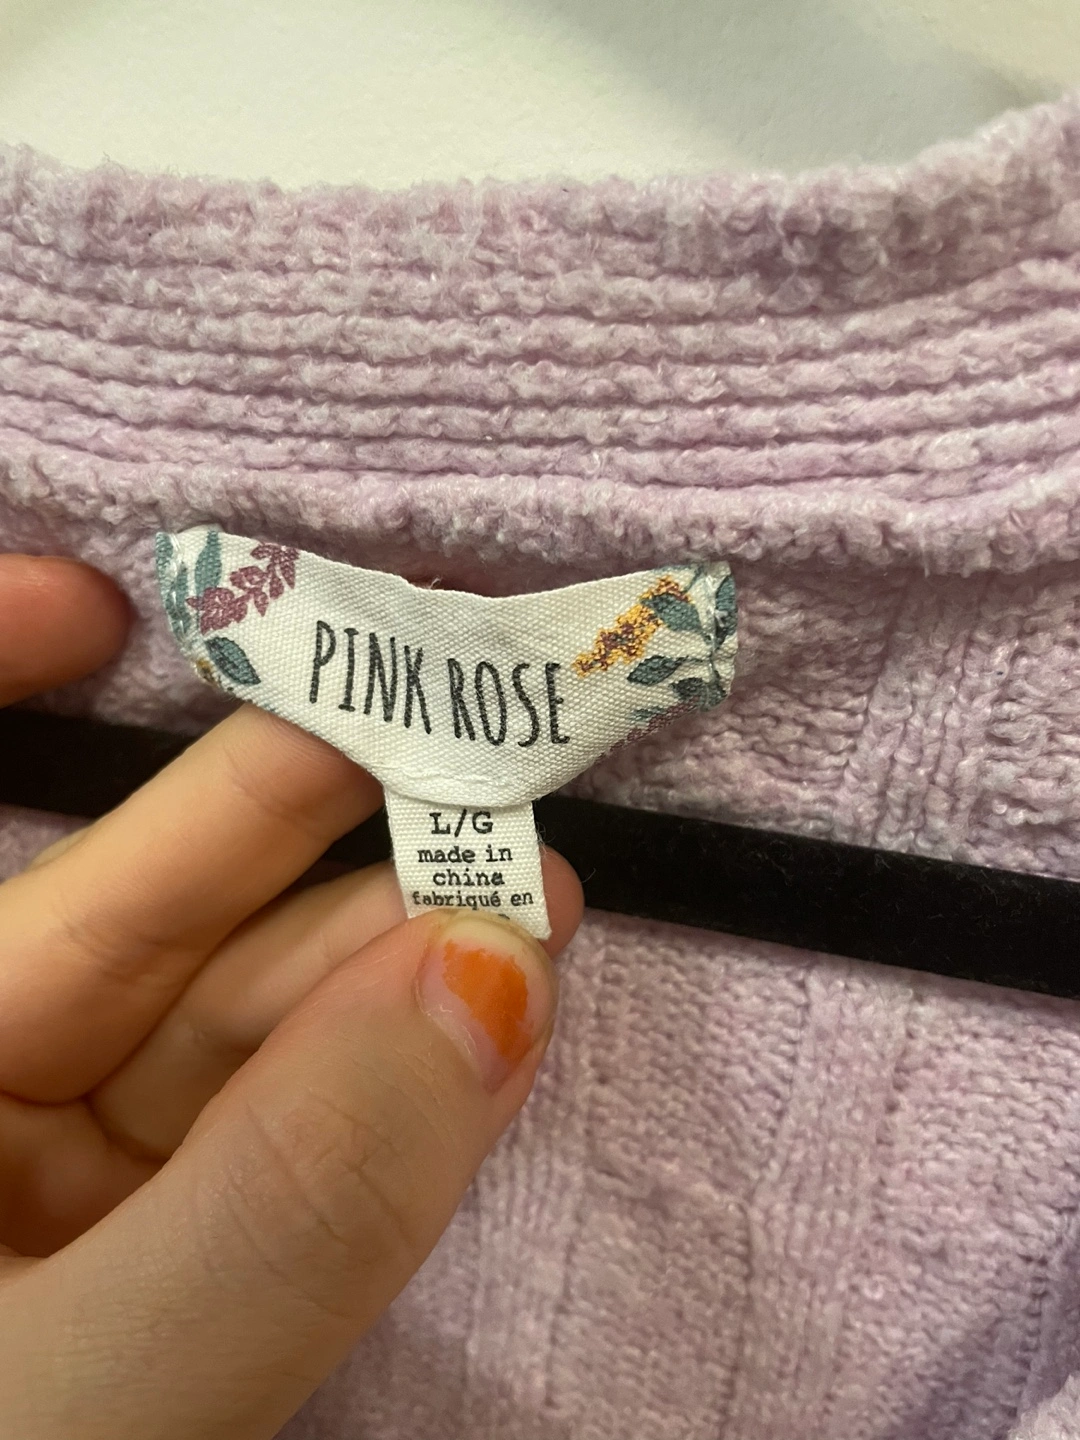 PINK ROSE
L/G
made in
china
fabriqué en